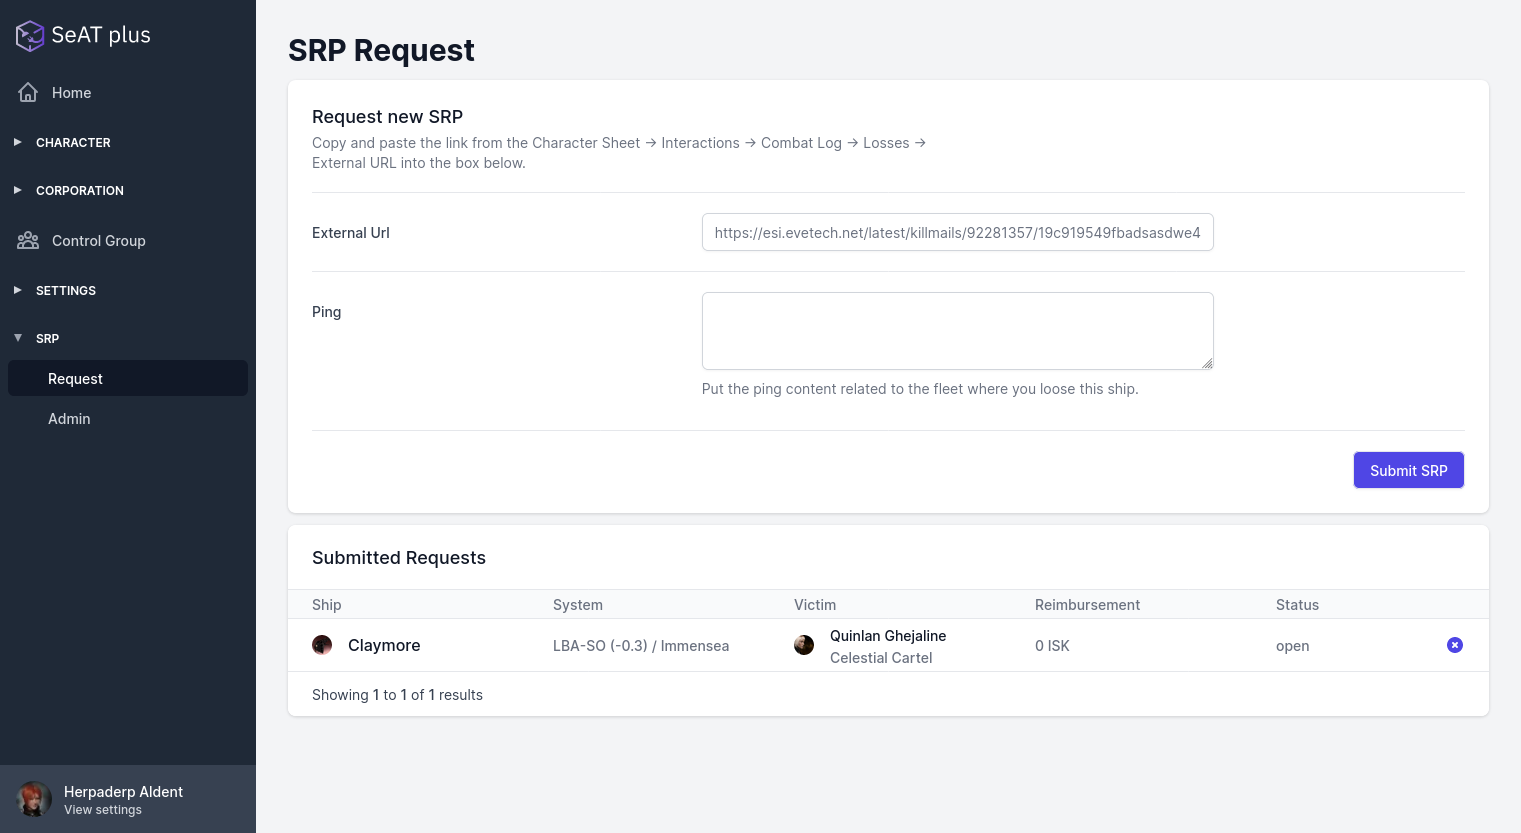 SeAT plus
Home
CHARACTER
CORPORATION
Control Group
SETTINGS
SRP
Request
Admin
Herpaderp Aldent
View settings
SRP Request
Request new SRP
Copy and paste the link from the Character Sheet → Interactions → Combat Log → Losses →
External URL into the box below.
External Url
https://esi.evetech.net/latest/killmails/92281357/19c919549fbadsasdwe4
Ping
Put the ping content related to the fleet where you loose this ship.
Submit SRP
Submitted Requests
Ship System Victim Reimbursement Status
Claymore LBA-SO (-0.3) / Immensea Quinlan Ghejaline 0 ISK open
Celestial Cartel
Showing 1 to 1 of 1 results